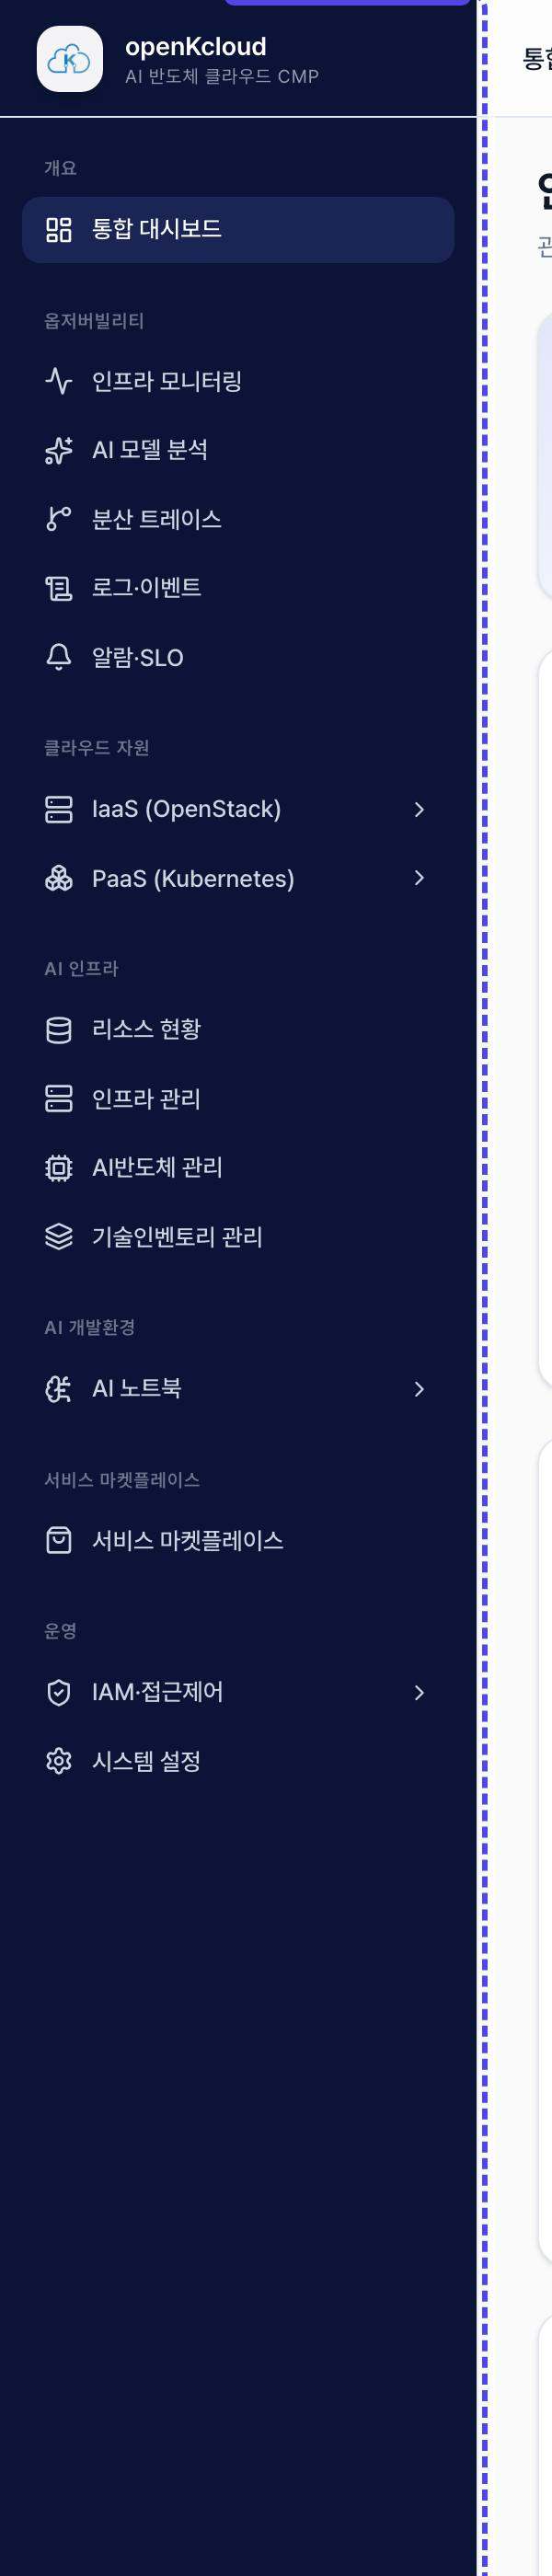 openKcloud
AI 반도체 클라우드 CMP
개요
통합 대시보드
옵저버빌리티
인프라 모니터링
AI 모델 분석
분산 트레이스
로그·이벤트
알람·SLO
클라우드 자원
IaaS (OpenStack)
PaaS (Kubernetes)
AI 인프라
리소스 현황
인프라 관리
AI반도체 관리
기술인벤토리 관리
AI 개발환경
AI 노트북
서비스 마켓플레이스
서비스 마켓플레이스
운영
IAM·접근제어
시스템 설정